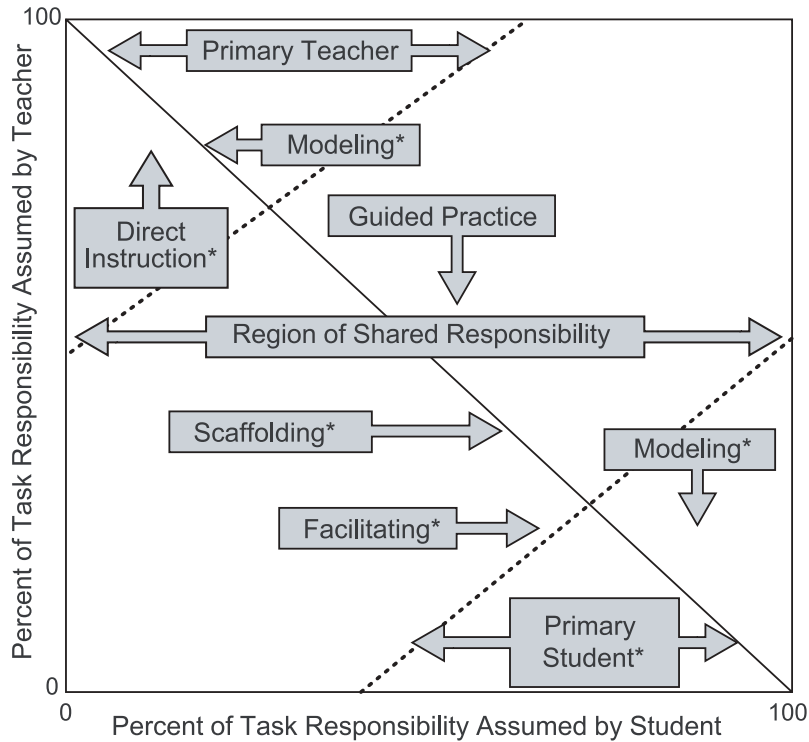 100
Primary Teacher
Modeling*
Guided Practice
Direct
Instruction*
Region of Shared Responsibility
Scaffolding*
Modeling*
Facilitating*
Primary
Student*
0
0
100
Percent of Task Responsibility Assumed by Student
Percent of Task Responsibility Assumed by Teacher